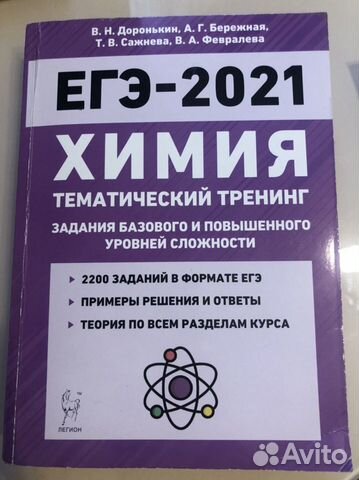 В. Н. Доронькин, А. Г. Бережная,
Т. В. Сажнева, В. А. Февралева
ЕГЭ-2021
ХИМИЯ
ТЕМАТИЧЕСКИЙ ТРЕНИНГ
ЗАДАНИЯ БАЗОВОГО И ПОВЫШЕННОГО
УРОВНЕЙ СЛОЖНОСТИ
• 2200 ЗАДАНИЙ В ФОРМАТЕ ЕГЭ
• ПРИМЕРЫ РЕШЕНИЯ И ОТВЕТЫ
• ТЕОРИЯ ПО ВСЕМ РАЗДЕЛАМ КУРСА
TM
ЛЕГИОН
Avito